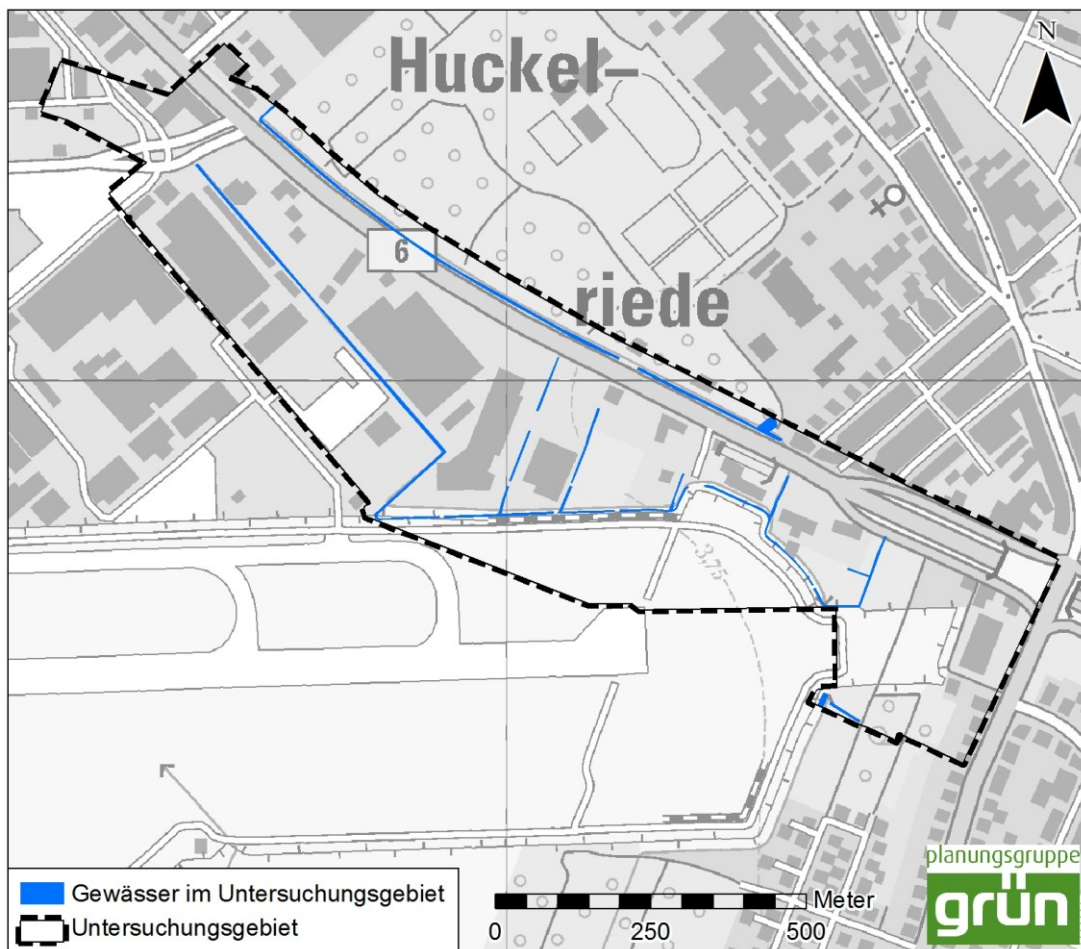 Huckel–
N
6
riede
3,75
Gewässer im Untersuchungsgebiet
Untersuchungsgebiet
Meter
0 250 500
planungsgruppe
grün